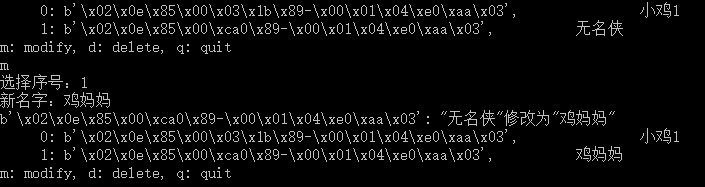 0: b'\x02\x0e\x85\x00\x03\x1b\x89-\x00\x01\x04\xe0\xaa\x03', 小鸡1
1: b'\x02\x0e\x85\x00\xca0\x89-\x00\x01\x04\xe0\xaa\x03', 无名侠
m: modify, d: delete, q: quit
m
选择序号: 1
新名字: 鸡妈妈
b'\x02\x0e\x85\x00\xca0\x89-\x00\x01\x04\xe0\xaa\x03': "无名侠"修改为"鸡妈妈"
0: b'\x02\x0e\x85\x00\x03\x1b\x89-\x00\x01\x04\xe0\xaa\x03', 小鸡1
1: b'\x02\x0e\x85\x00\xca0\x89-\x00\x01\x04\xe0\xaa\x03', 鸡妈妈
m: modify, d: delete, q: quit